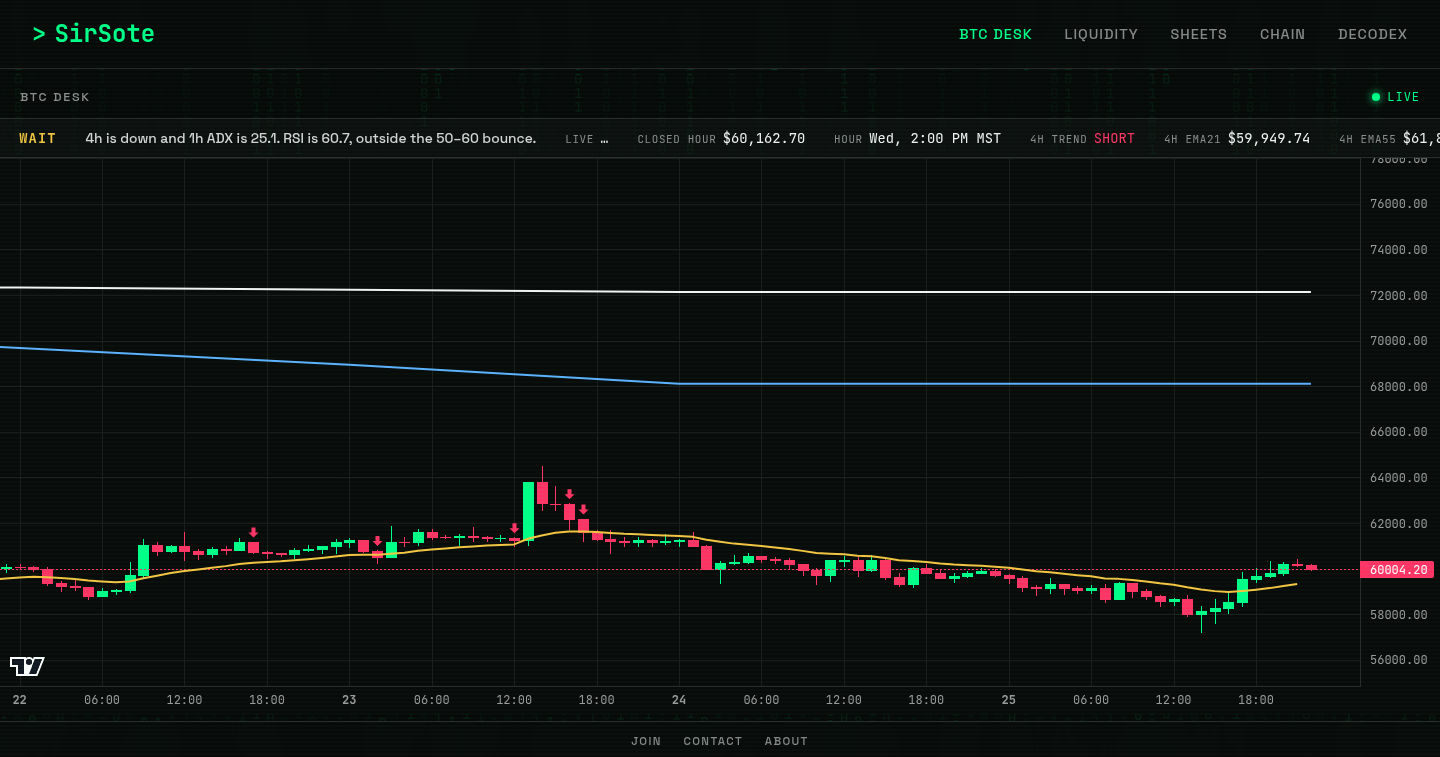 > SirSote
BTC DESK LIQUIDITY SHEETS CHAIN DECODEX
BTC DESK
LIVE
WAIT 4h is down and 1h ADX is 25.1. RSI is 60.7, outside the 50–60 bounce. LIVE … CLOSED HOUR $60,162.70 HOUR Wed, 2:00 PM MST 4H TREND SHORT 4H EMA21 $59,949.74 4H EMA55 $61,8
78000.00
76000.00
74000.00
72000.00
70000.00
68000.00
66000.00
64000.00
62000.00
60004.20
58000.00
56000.00
22 06:00 12:00 18:00 23 06:00 12:00 18:00 24 06:00 12:00 18:00 25 06:00 12:00 18:00
JOIN CONTACT ABOUT